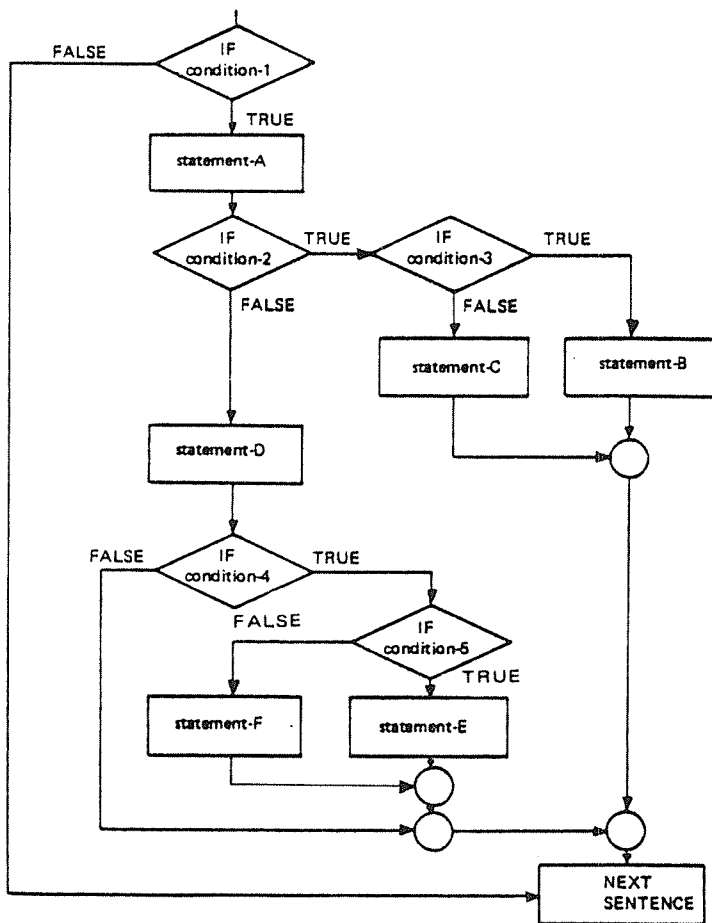 IF
condition-1
FALSE
TRUE
statement-A
IF
condition-2
TRUE
IF
condition-3
TRUE
FALSE
FALSE
statement-C
statement-B
statement-D
FALSE
IF
condition-4
TRUE
FALSE
IF
condition-5
TRUE
statement-F
statement-E
NEXT
SENTENCE